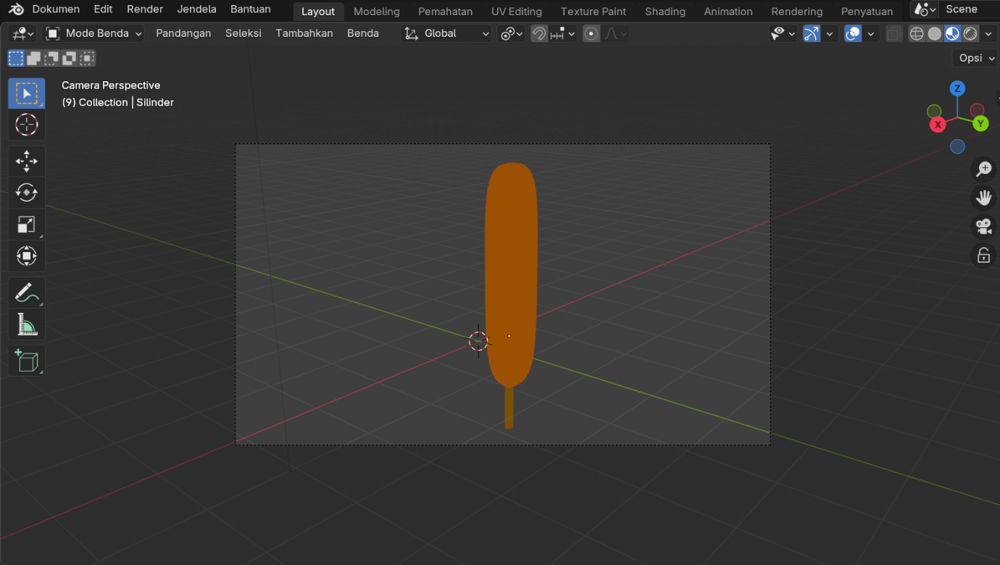 Dokumen Edit Render Jendela Bantuan Layout Modeling Pemahatan UV Editing Texture Paint Shading Animation Rendering Penyatuan Scene
Mode Benda Pandangan Seleksi Tambahkan Benda Global
Opsi
Camera Perspective
(9) Collection | Silinder
Z
X
Y